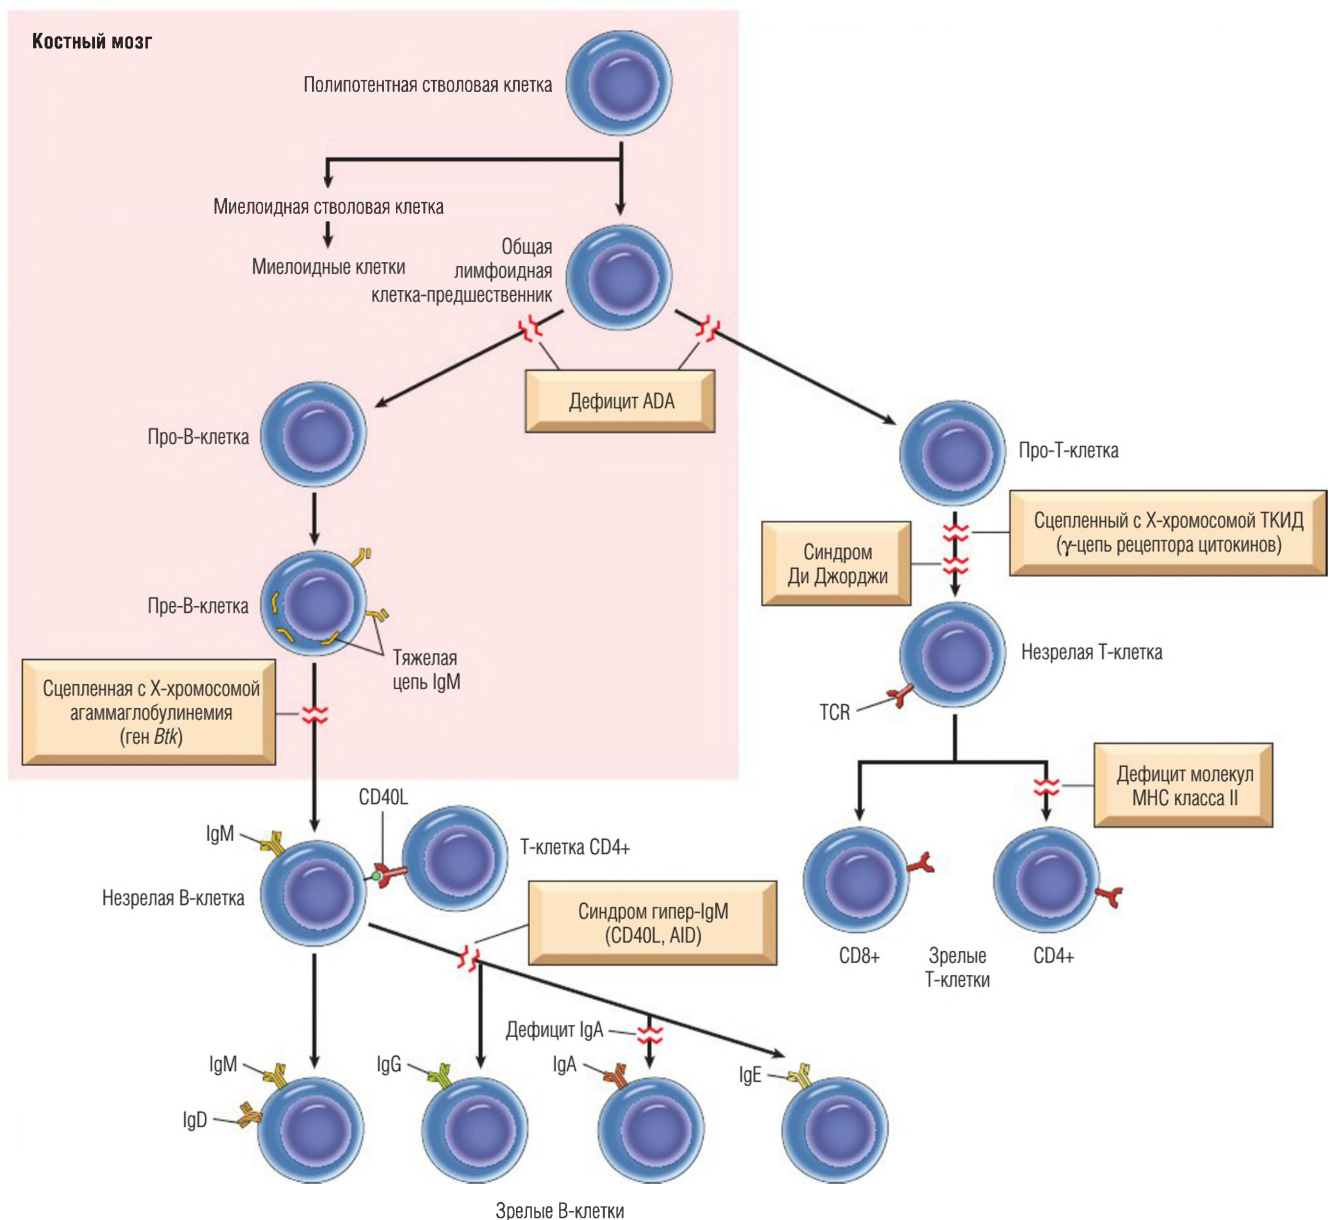 Костный мозг
Полипотентная стволовая клетка
Миелоидная стволовая клетка
Миелоидные клетки
Общая
лимфоидная
клетка-предшественник
Дефицит ADA
Про-B-клетка
Про-T-клетка
Сцепленный с X-хромосомой ТКИД
(γ-цепь рецептора цитокинов)
Синдром
Ди Джорджи
Пре-B-клетка
Тяжелая
цепь IgM
Незрелая T-клетка
TCR
Сцепленная с X-хромосомой
агаммаглобулинемия
(ген Btk)
Дефицит молекул
MHC класса II
CD40L
IgM
T-клетка CD4+
Незрелая B-клетка
Синдром гипер-IgM
(CD40L, AID)
CD8+
Зрелые
T-клетки
CD4+
Дефицит IgA
IgM
IgD
IgG
IgA
IgE
Зрелые B-клетки